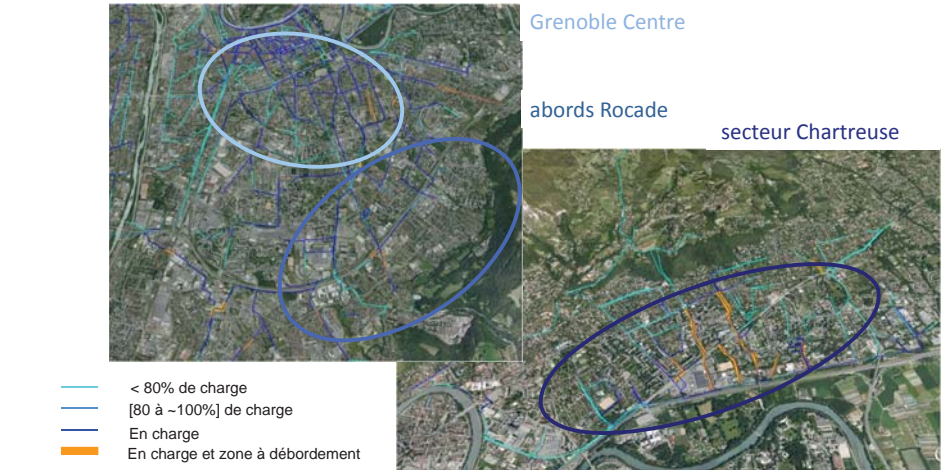 Grenoble Centre
abords Rocade
secteur Chartreuse
< 80% de charge
[80 à ~100%] de charge
En charge
En charge et zone à débordement